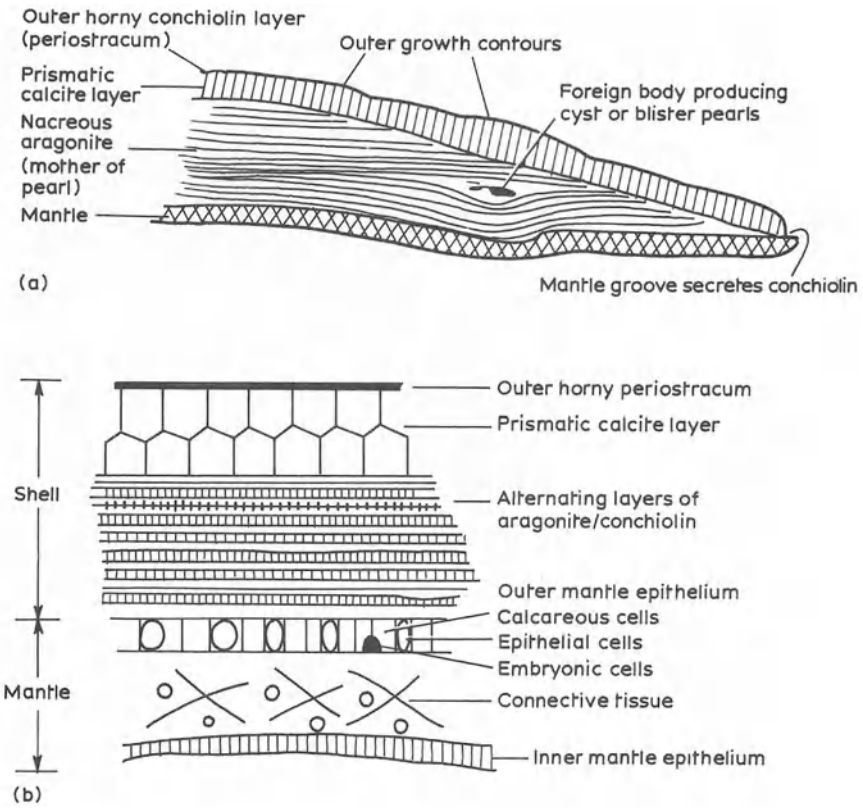 Outer horny conchiolin layer
(periostracum)
Outer growth contours
Prismatic
calcite layer
Foreign body producing
cyst or blister pearls
Nacreous
aragonite
(mother of
pearl)
Mantle
Mantle groove secretes conchiolin
(a)
Outer horny periostracum
Prismatic calcite layer
Shell
Alternating layers of
aragonite/conchiolin
Outer mantle epithelium
Calcareous cells
Epithelial cells
Embryonic cells
Mantle
Connective tissue
Inner mantle epithelium
(b)